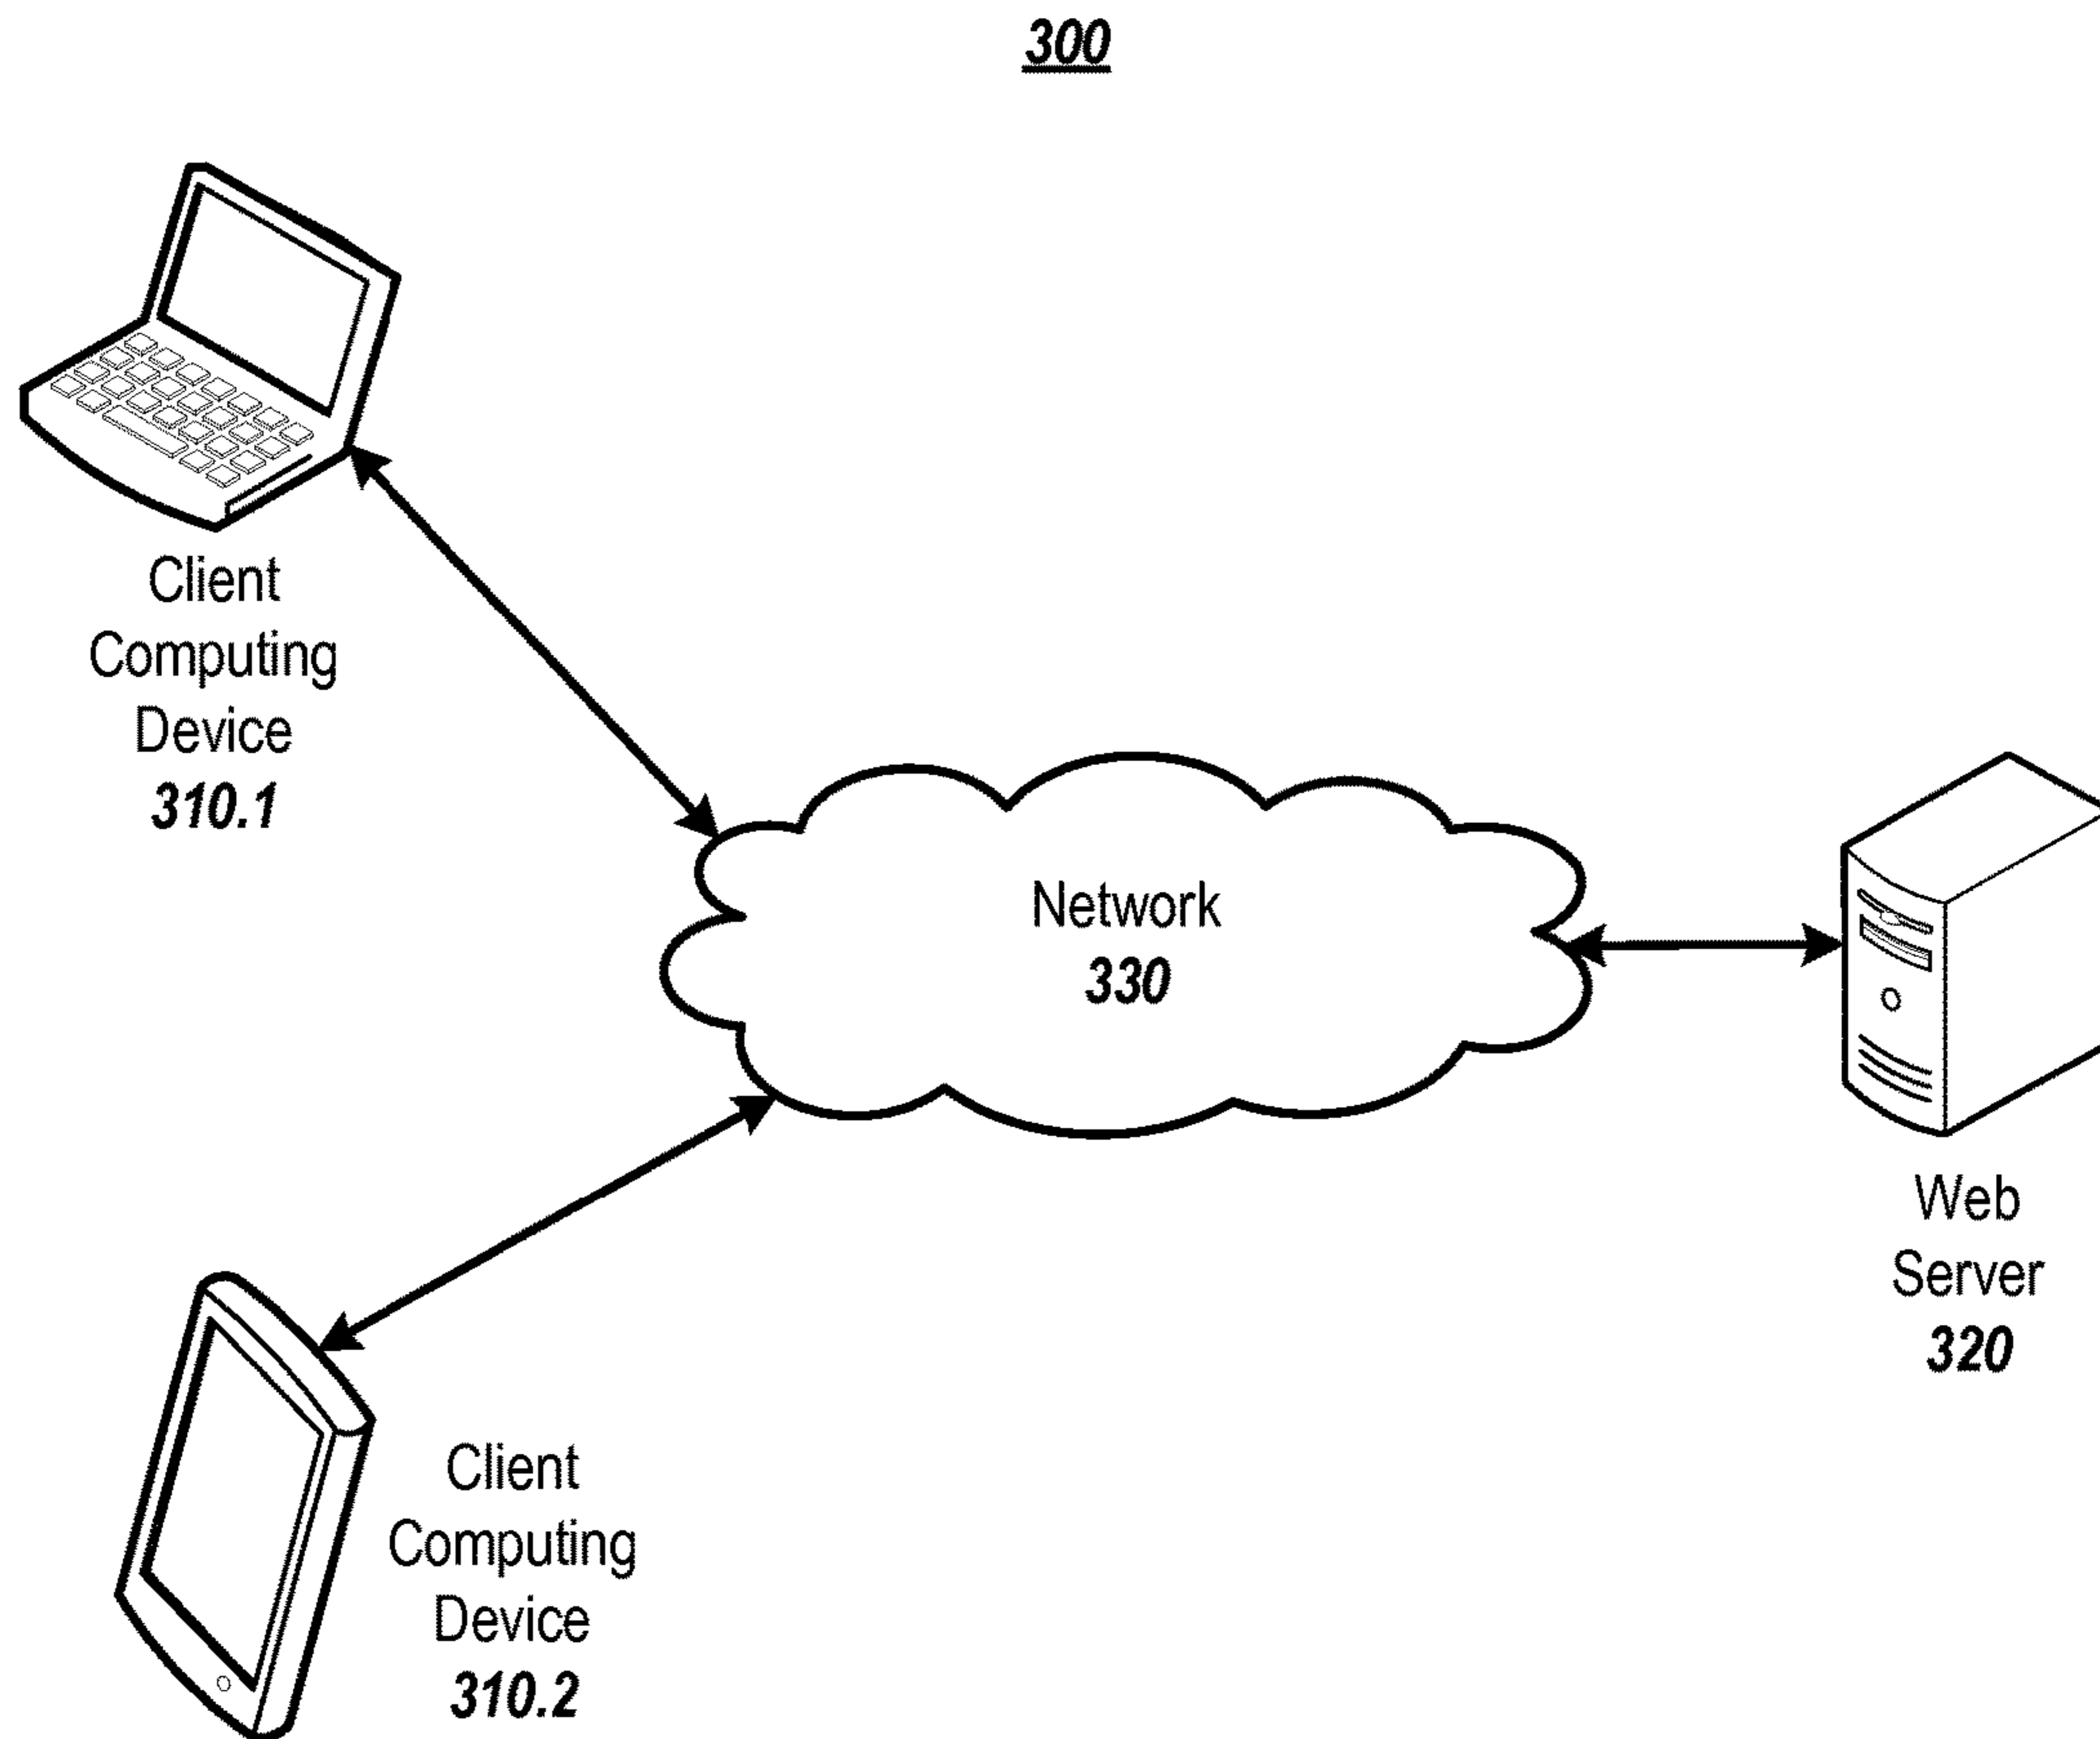 300
Client
Computing
Device
310.1
Network
330
Web
Server
320
Client
Computing
Device
310.2